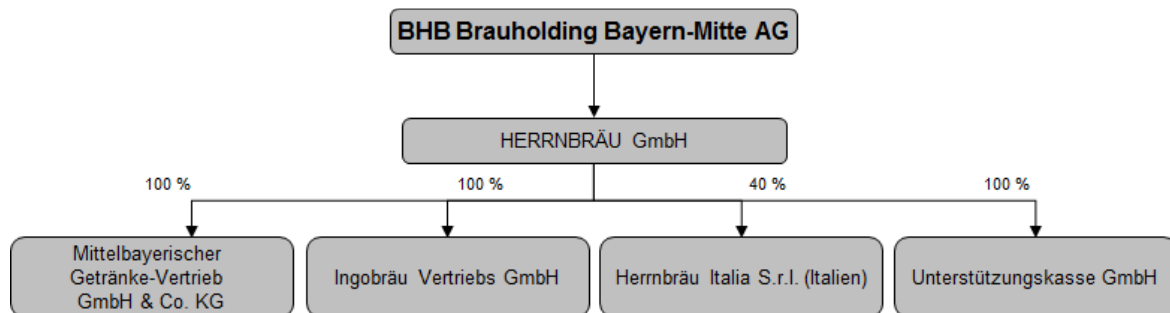 BHB Brauholding Bayern-Mitte AG
HERRNBRÄU GmbH
100 %
100 %
40 %
100 %
Mittelbayerischer
Getränke-Vertrieb
GmbH & Co. KG
Ingobräu Vertriebs GmbH
Herrnbräu Italia S.r.l. (Italien)
Unterstützungskasse GmbH